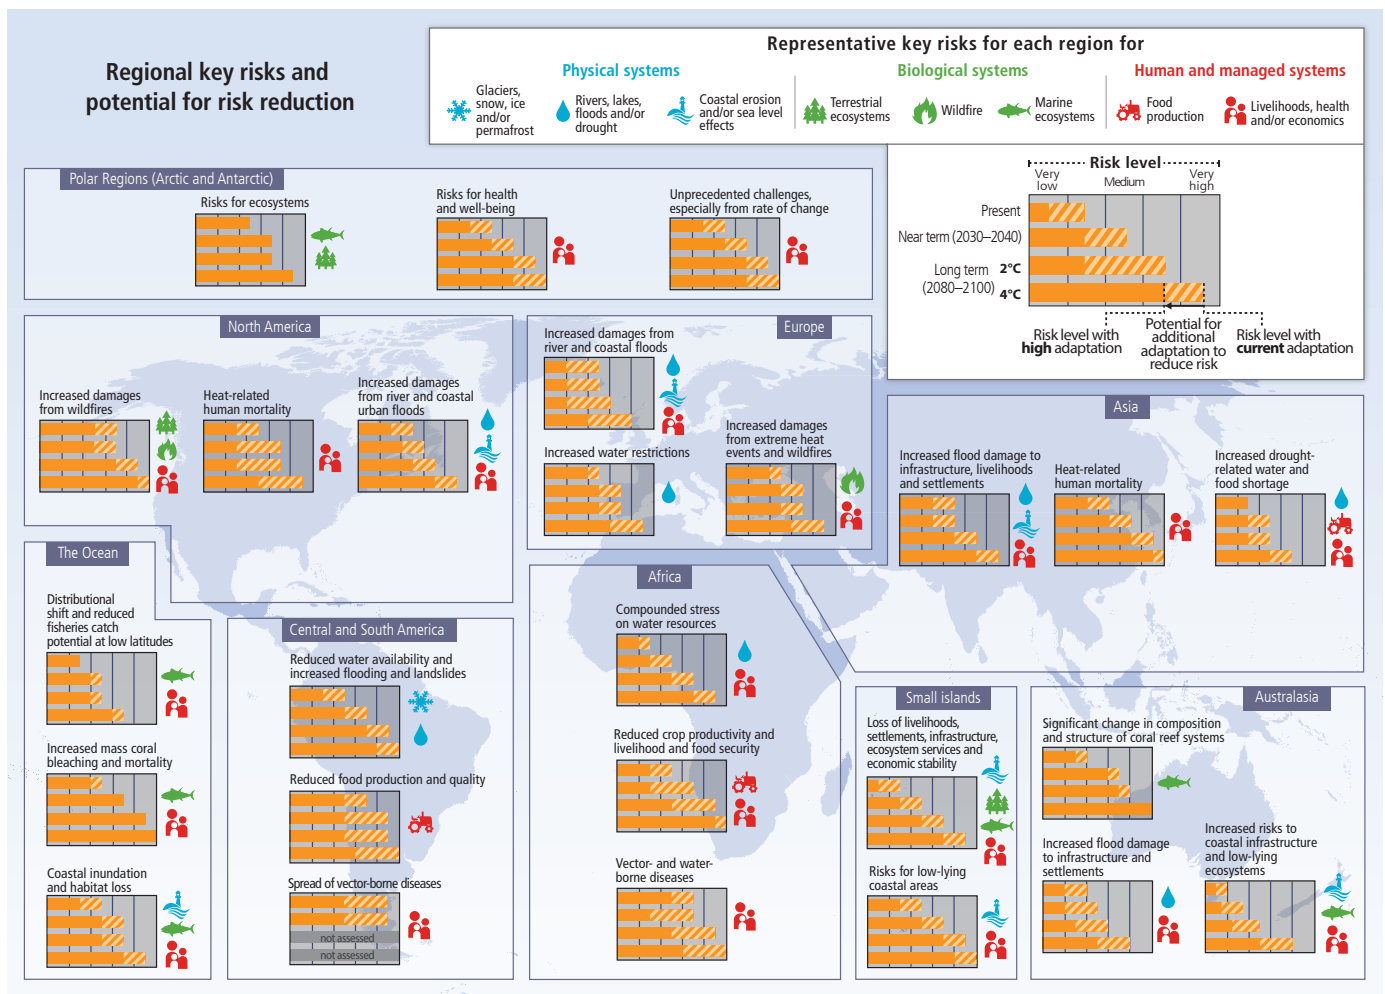 Regional key risks and
potential for risk reduction
Representative key risks for each region for
Physical systems
Biological systems
Human and managed systems
Glaciers,
snow, ice
and/or
permafrost
Rivers, lakes,
floods and/or
drought
Coastal erosion
and/or sea level
effects
Terrestrial
ecosystems
Wildfire
Marine
ecosystems
Food
production
Livelihoods, health
and/or economics
Risk level
Very
low
Medium
Very
high
Present
Near term (2030–2040)
Long term
(2080–2100)
2°C
4°C
Risk level with
high adaptation
Potential for
additional
adaptation to
reduce risk
Risk level with
current adaptation
Polar Regions (Arctic and Antarctic)
Risks for ecosystems
Risks for health
and well-being
Unprecedented challenges,
especially from rate of change
North America
Increased damages
from wildfires
Heat-related
human mortality
Increased damages
from river and coastal
urban floods
Europe
Increased damages from
river and coastal floods
Increased water restrictions
Increased damages
from extreme heat
events and wildfires
Asia
Increased flood damage to
infrastructure, livelihoods
and settlements
Heat-related
human mortality
Increased drought-
related water and
food shortage
The Ocean
Distributional
shift and reduced
fisheries catch
potential at low latitudes
Increased mass coral
bleaching and mortality
Coastal inundation
and habitat loss
Central and South America
Reduced water availability and
increased flooding and landslides
Reduced food production and quality
Spread of vector-borne diseases
not assessed
not assessed
Africa
Compounded stress
on water resources
Reduced crop productivity and
livelihood and food security
Vector- and water-
borne diseases
Small islands
Loss of livelihoods,
settlements, infrastructure,
ecosystem services and
economic stability
Risks for low-lying
coastal areas
Australasia
Significant change in composition
and structure of coral reef systems
Increased flood damage
to infrastructure and
settlements
Increased risks to
coastal infrastructure
and low-lying
ecosystems